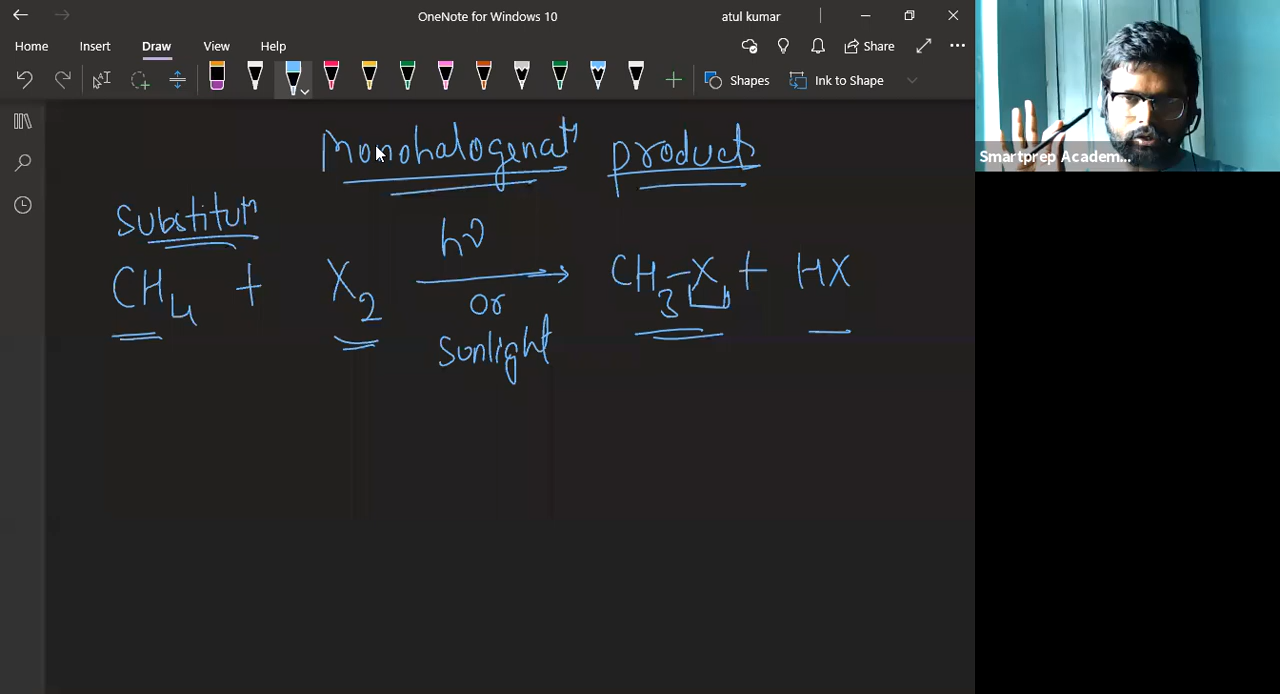 OneNote for Windows 10
atul kumar
Home Insert Draw View Help
Share
Shapes
Ink to Shape
Monohalogenatn products
Substitutn
CH4 + X2 hν or sunlight CH3-X + HX
Smartprep Academ...